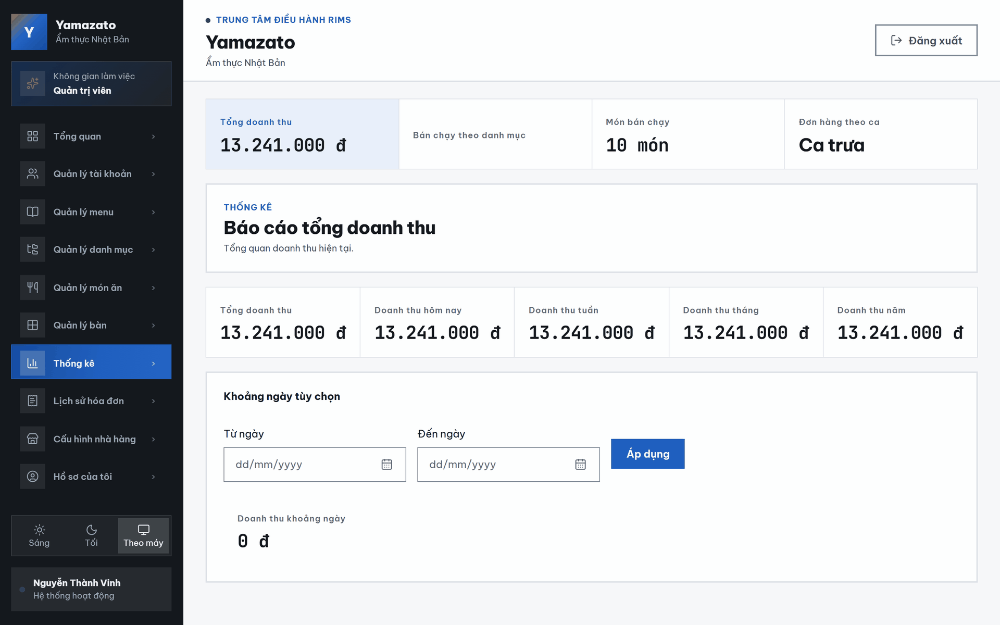 Y
Yamazato
Ẩm thực Nhật Bản
Không gian làm việc
Quản trị viên
Tổng quan
Quản lý tài khoản
Quản lý menu
Quản lý danh mục
Quản lý món ăn
Quản lý bàn
Thống kê
Lịch sử hóa đơn
Cấu hình nhà hàng
Hồ sơ của tôi
Sáng
Tối
Theo máy
Nguyễn Thành Vinh
Hệ thống hoạt động
TRUNG TÂM ĐIỀU HÀNH RIMS
Yamazato
Ẩm thực Nhật Bản
Đăng xuất
Tổng doanh thu
13.241.000 đ
Bán chạy theo danh mục
Món bán chạy
10 món
Đơn hàng theo ca
Ca trưa
THỐNG KÊ
Báo cáo tổng doanh thu
Tổng quan doanh thu hiện tại.
Tổng doanh thu
13.241.000 đ
Doanh thu hôm nay
13.241.000 đ
Doanh thu tuần
13.241.000 đ
Doanh thu tháng
13.241.000 đ
Doanh thu năm
13.241.000 đ
Khoảng ngày tùy chọn
Từ ngày
dd/mm/yyyy
Đến ngày
dd/mm/yyyy
Áp dụng
Doanh thu khoảng ngày
0 đ